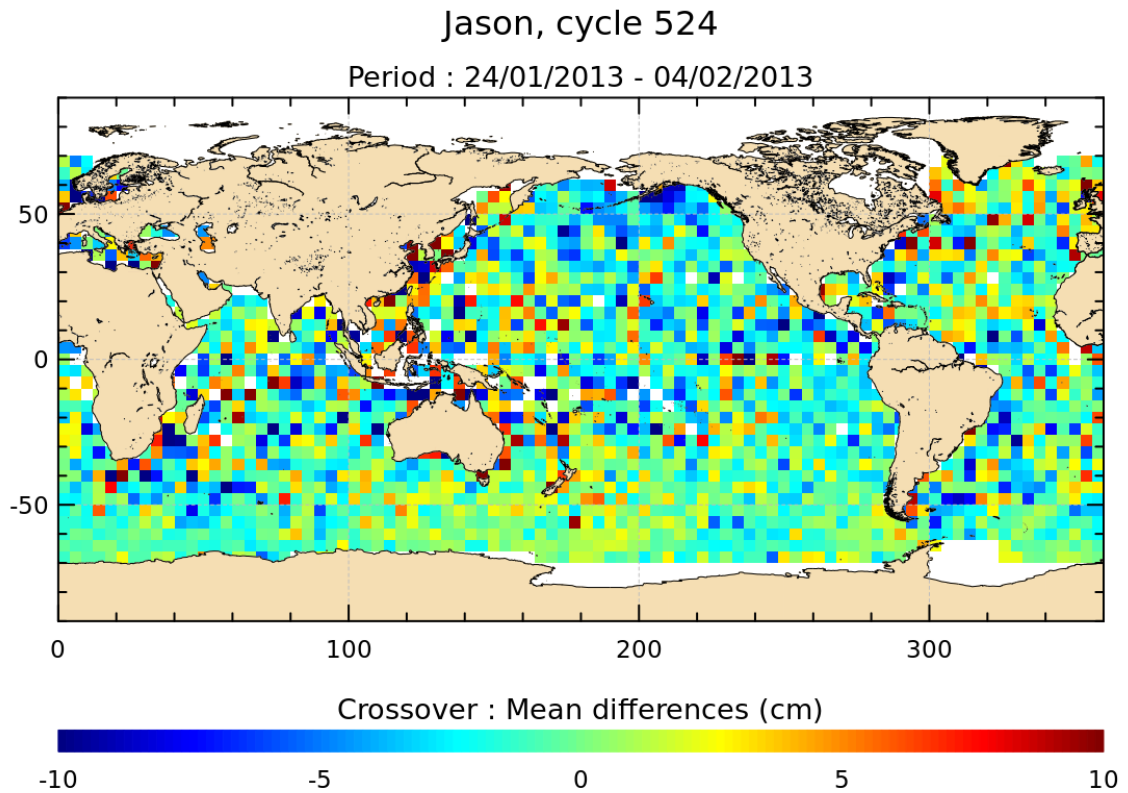 Jason, cycle 524
Period : 24/01/2013 - 04/02/2013
50
0
-50
0 100 200 300
Crossover : Mean differences (cm)
-10 -5 0 5 10